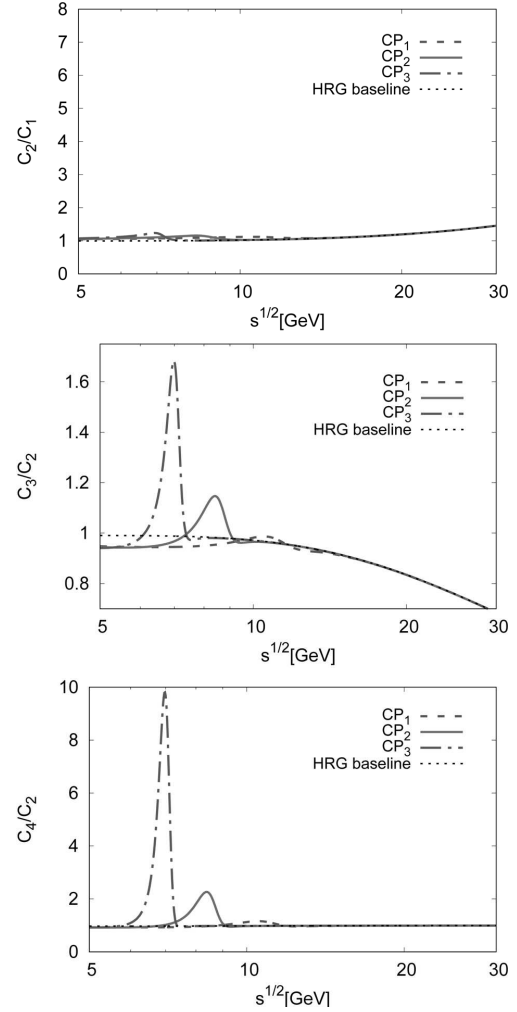 8
7
6
5
4
3
2
1
0
C₂/C₁
CP₁
CP₂
CP₃
HRG baseline
5 10 20 30
s^{1/2}[GeV]
1.6
1.4
1.2
1
0.8
C₃/C₂
CP₁
CP₂
CP₃
HRG baseline
5 10 20 30
s^{1/2}[GeV]
10
8
6
4
2
0
C₄/C₂
CP₁
CP₂
CP₃
HRG baseline
5 10 20 30
s^{1/2}[GeV]